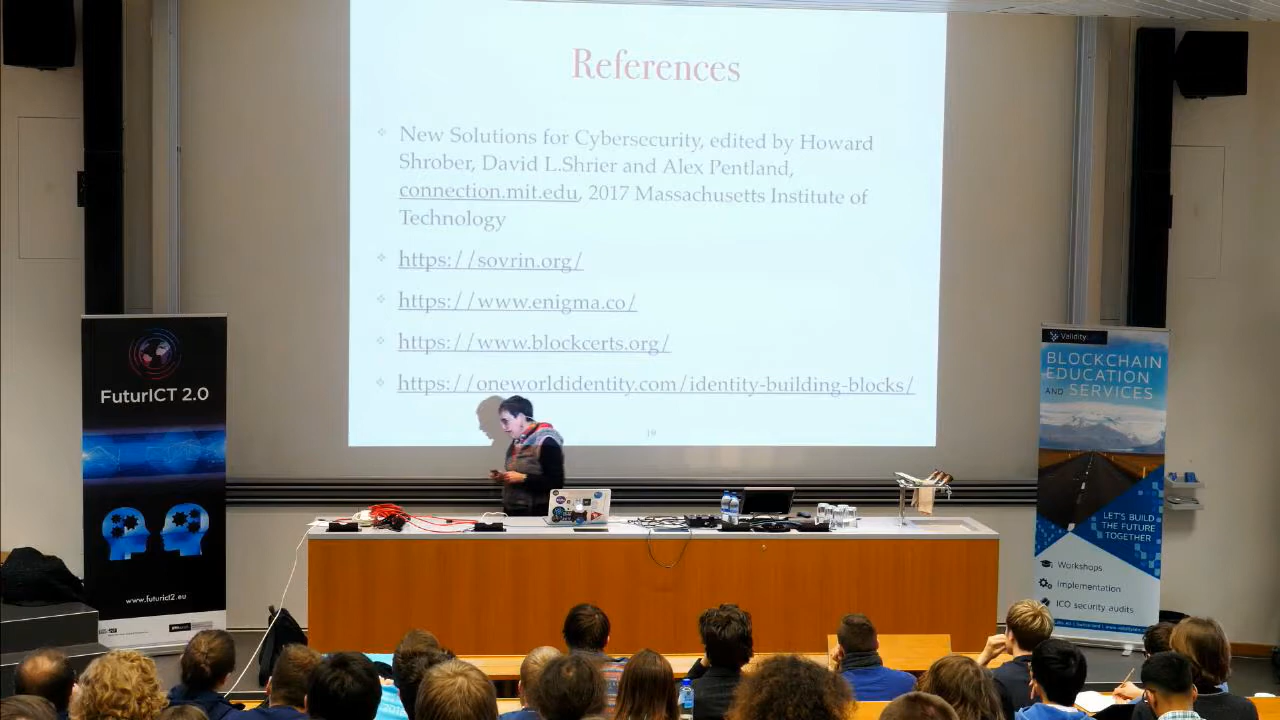 References
New Solutions for Cybersecurity, edited by Howard
Shrober, David L.Shrier and Alex Pentland,
connection.mit.edu, 2017 Massachusetts Institute of
Technology
https://sovrin.org/
https://www.enigma.co/
https://www.blockcerts.org/
https://oneworldidentity.com/identity-building-blocks/
19
FuturICT 2.0
www.futurict2.eu
Validity
BLOCKCHAIN
EDUCATION
AND SERVICES
LET'S BUILD
THE FUTURE
TOGETHER
Workshops
Implementation
ICO security audits